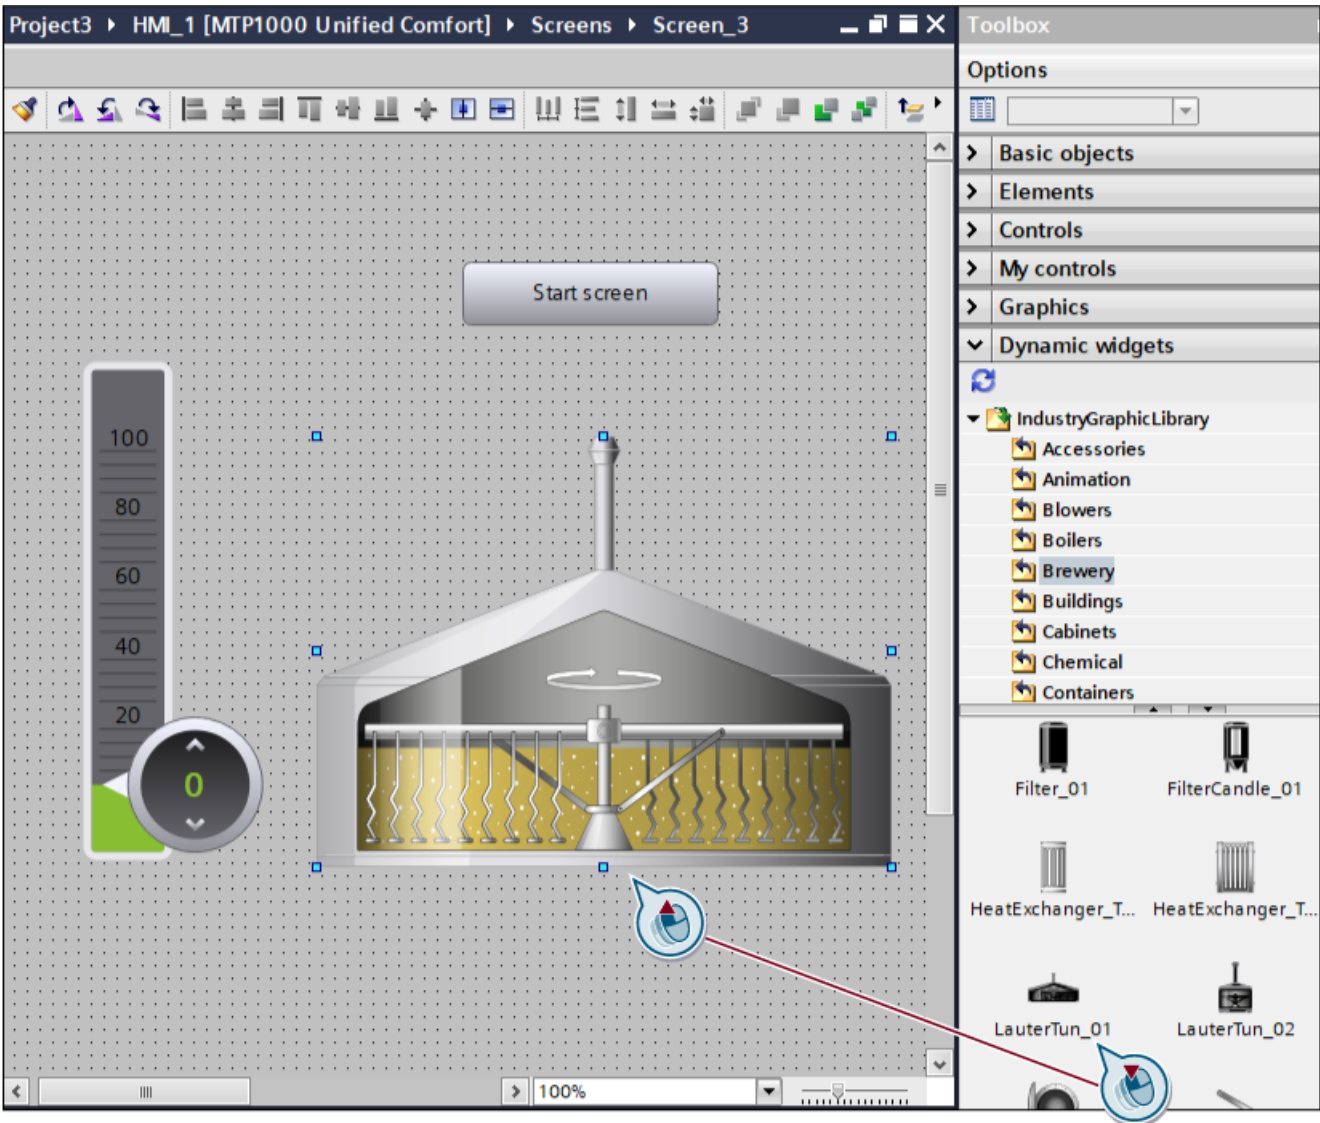 Project3 ▸ HMI_1 [MTP1000 Unified Comfort] ▸ Screens ▸ Screen_3
Toolbox
Options
Basic objects
Elements
Controls
My controls
Graphics
Dynamic widgets
IndustryGraphicLibrary
Accessories
Animation
Blowers
Boilers
Brewery
Buildings
Cabinets
Chemical
Containers
Start screen
100
80
60
40
20
0
Filter_01
FilterCandle_01
HeatExchanger_T...
HeatExchanger_T...
LauterTun_01
LauterTun_02
100%